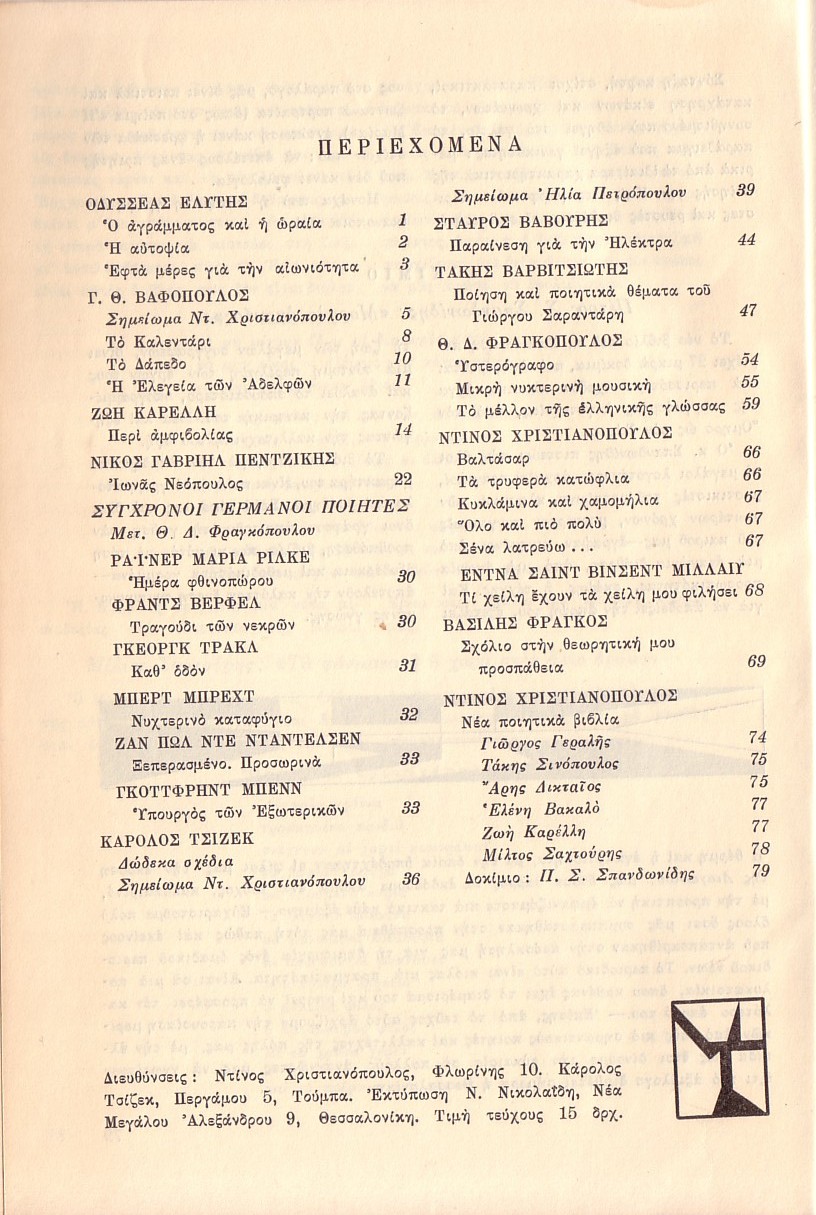 ΠΕΡΙΕΧΟΜΕΝΑ
ΟΔΥΣΣΕΑΣ ΕΛΥΤΗΣ
Ὁ ἀγράμματος καὶ ἡ ὡραία 1
Ἡ αὐτοψία 2
Ἑφτὰ μέρες γιὰ τὴν αἰωνιότητα 3
Γ. Θ. ΒΑΦΟΠΟΥΛΟΣ
Σημείωμα Ντ. Χριστιανόπουλου 5
Τὸ Καλεντάρι 8
Τὸ Δάπεδο 10
Ἡ Ἐλεγεία τῶν Ἀδελφῶν 11
ΖΩΗ ΚΑΡΕΛΛΗ
Περὶ ἀμφιβολίας 14
ΝΙΚΟΣ ΓΑΒΡΙΗΛ ΠΕΝΤΖΙΚΗΣ
Ἰωνᾶς Νεόπουλος 22
ΣΥΓΧΡΟΝΟΙ ΓΕΡΜΑΝΟΙ ΠΟΙΗΤΕΣ
Μετ. Θ. Δ. Φραγκόπουλου
ΡΑ·Ι·ΝΕΡ ΜΑΡΙΑ ΡΙΛΚΕ
Ἡμέρα φθινοπώρου 30
ΦΡΑΝΤΣ ΒΕΡΦΕΛ
Τραγούδι τῶν νεκρῶν 30
ΓΚΕΟΡΓΚ ΤΡΑΚΛ
Καθ' ὁδὸν 31
ΜΠΕΡΤ ΜΠΡΕΧΤ
Νυχτερινὸ καταφύγιο 32
ΖΑΝ ΠΩΛ ΝΤΕ ΝΤΑΝΤΕΛΣΕΝ
Ξεπερασμένο. Προσωρινὰ 33
ΓΚΟΤΤΦΡΗΝΤ ΜΠΕΝΝ
Ὑπουργὸς τῶν Ἐξωτερικῶν 33
ΚΑΡΟΛΟΣ ΤΣΙΖΕΚ
Δώδεκα σχέδια
Σημείωμα Ντ. Χριστιανόπουλου 36
Σημείωμα Ἠλία Πετρόπουλου 39
ΣΤΑΥΡΟΣ ΒΑΒΟΥΡΗΣ
Παραίνεση γιὰ τὴν Ἠλέκτρα 44
ΤΑΚΗΣ ΒΑΡΒΙΤΣΙΩΤΗΣ
Ποίηση καὶ ποιητικὰ θέματα τοῦ
Γιώργου Σαραντάρη 47
Θ. Δ. ΦΡΑΓΚΟΠΟΥΛΟΣ
Ὑστερόγραφο 54
Μικρὴ νυκτερινὴ μουσικὴ 55
Τὸ μέλλον τῆς ἑλληνικῆς γλώσσας 59
ΝΤΙΝΟΣ ΧΡΙΣΤΙΑΝΟΠΟΥΛΟΣ
Βαλτάσαρ 66
Τὰ τρυφερὰ κατώφλια 66
Κυκλάμινα καὶ χαμομήλια 67
Ὅλο καὶ πιὸ πολὺ 67
Σένα λατρεύω ... 67
ΕΝΤΝΑ ΣΑΙΝΤ ΒΙΝΣΕΝΤ ΜΙΛΛΑΙΥ
Τί χείλη ἔχουν τὰ χείλη μου φιλήσει 68
ΒΑΣΙΛΗΣ ΦΡΑΓΚΟΣ
Σχόλιο στὴν θεωρητική μου
προσπάθεια 69
ΝΤΙΝΟΣ ΧΡΙΣΤΙΑΝΟΠΟΥΛΟΣ
Νέα ποιητικὰ βιβλία
Γιῶργος Γεραλῆς 74
Τάκης Σινόπουλος 75
Ἄρης Δικταῖος 75
Ἑλένη Βακαλὸ 77
Ζωὴ Καρέλλη 77
Μίλτος Σαχτούρης 78
Δοκίμιο : Π. Σ. Σπανδωνίδης 79
Διευθύνσεις : Ντίνος Χριστιανόπουλος, Φλωρίνης 10. Κάρολος
Τσίζεκ, Περγάμου 5, Τούμπα. Ἐκτύπωση Ν. Νικολαΐδη, Νέα
Μεγάλου Ἀλεξάνδρου 9, Θεσσαλονίκη. Τιμὴ τεύχους 15 δρχ.